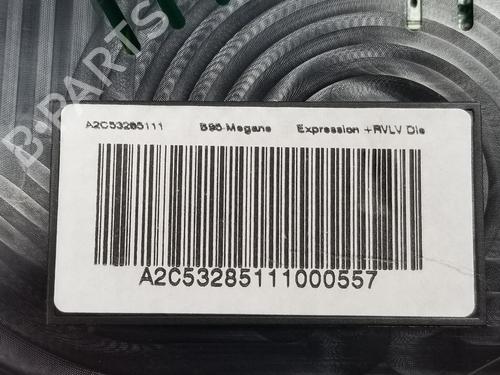 B-PARTS
A2C53285111 B95-Megane Expression +RVLV Die
A2C53285111000557